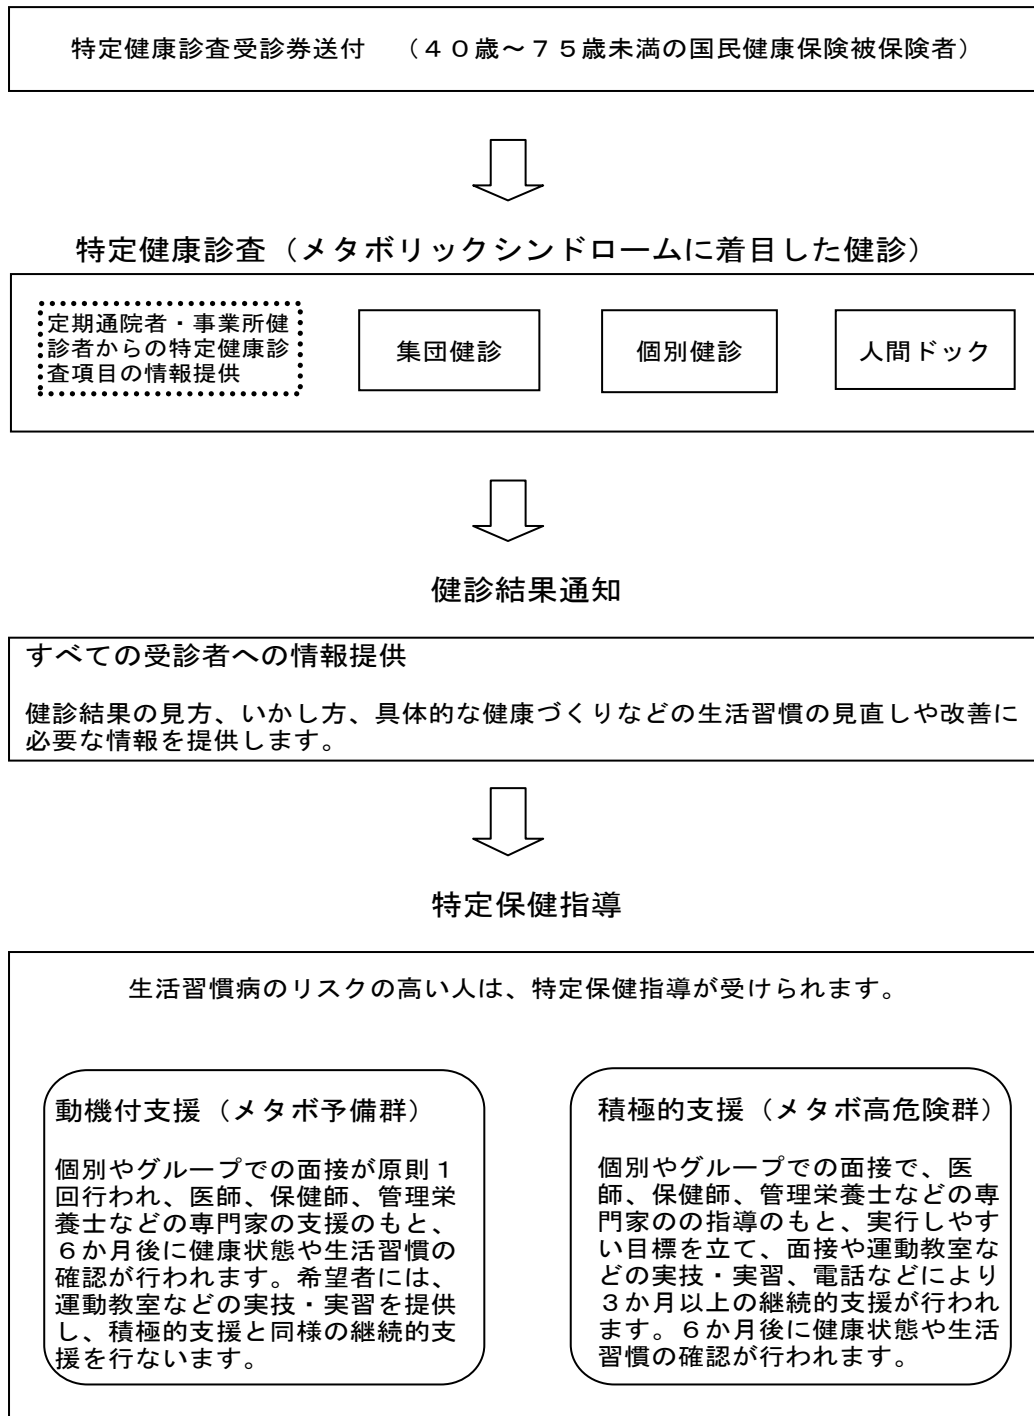 特定健康診査受診券送付　（４０歳～７５歳未満の国民健康保険被保険者）
特定健康診査（メタボリックシンドロームに着目した健診）
定期通院者・事業所健
診者からの特定健康診
査項目の情報提供
集団健診
個別健診
人間ドック
健診結果通知
すべての受診者への情報提供
健診結果の見方、いかし方、具体的な健康づくりなどの生活習慣の見直しや改善に
必要な情報を提供します。
特定保健指導
生活習慣病のリスクの高い人は、特定保健指導が受けられます。
動機付支援（メタボ予備群）
個別やグループでの面接が原則１
回行われ、医師、保健師、管理栄
養士などの専門家の支援のもと、
６か月後に健康状態や生活習慣の
確認が行われます。希望者には、
運動教室などの実技・実習を提供
し、積極的支援と同様の継続的支
援を行ないます。
積極的支援（メタボ高危険群）
個別やグループでの面接で、医
師、保健師、管理栄養士などの専
門家のの指導のもと、実行しやす
い目標を立て、面接や運動教室な
どの実技・実習、電話などにより
３か月以上の継続的支援が行われ
ます。６か月後に健康状態や生活
習慣の確認が行われます。